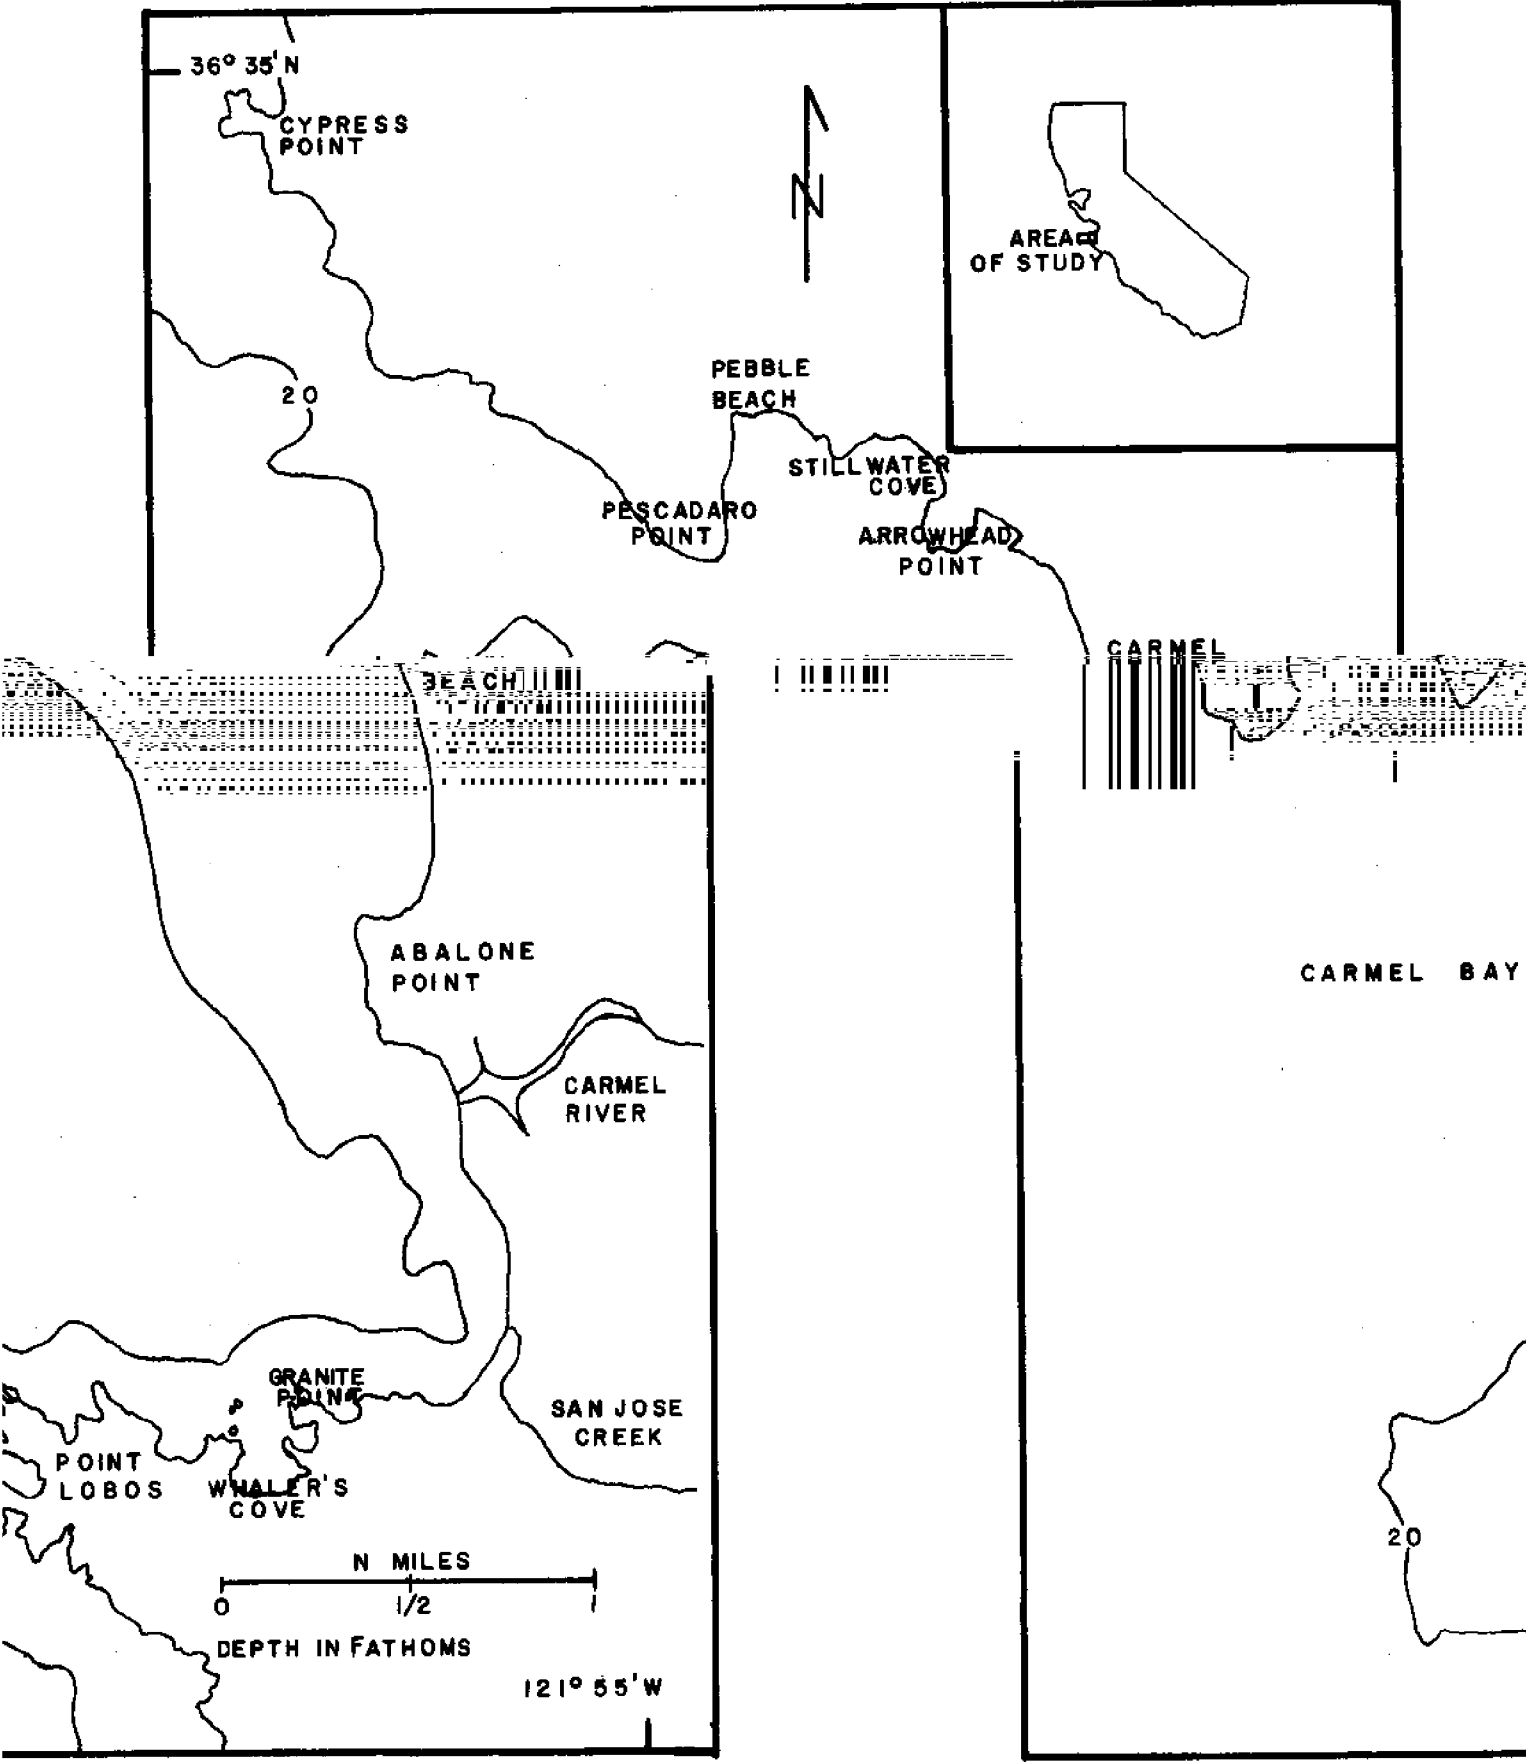 36° 35' N
CYPRESS
POINT
N
AREA
OF STUDY
PEBBLE
BEACH
20
STILLWATER
COVE
PESCADARO
POINT
ARROWHEAD
POINT
CARMEL
BEACH
ABALONE
POINT
CARMEL BAY
CARMEL
RIVER
GRANITE
POINT
SAN JOSE
CREEK
POINT
LOBOS
WHALER'S
COVE
20
N MILES
0 1/2 1
DEPTH IN FATHOMS
121° 55' W